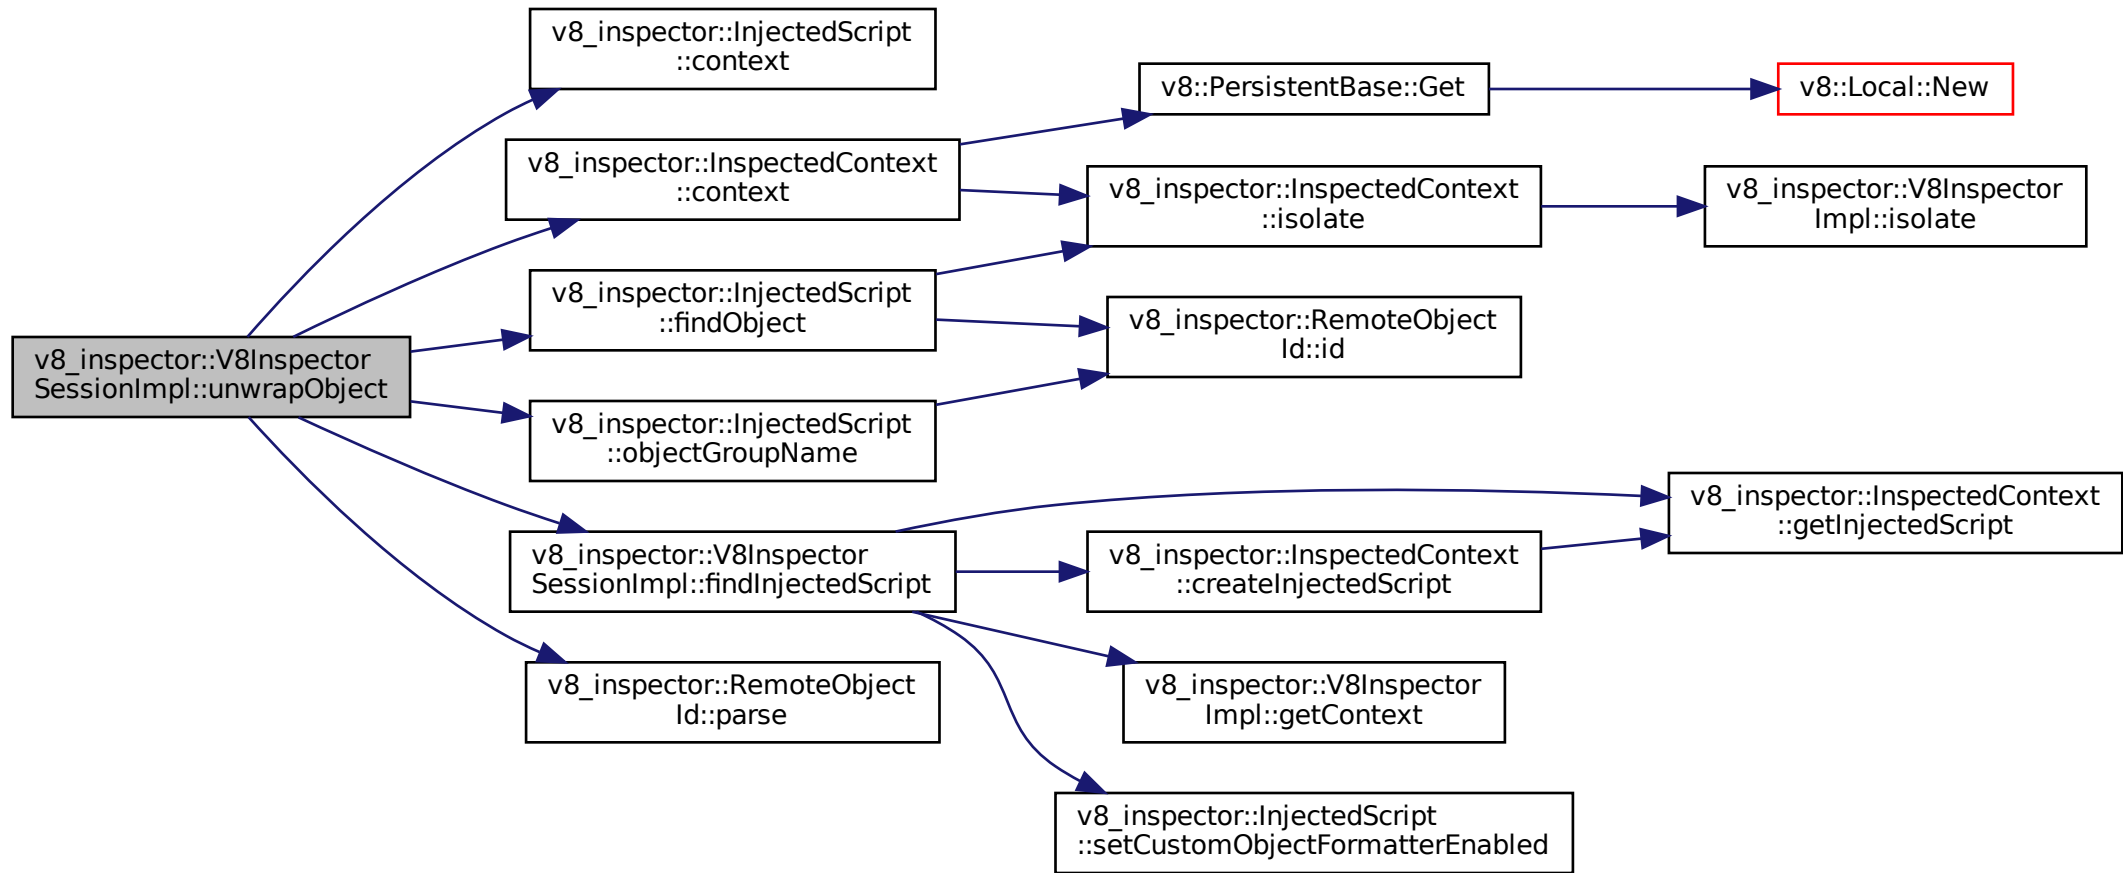 v8_inspector::InjectedScript
::context
v8::PersistentBase::Get
v8::Local::New
v8_inspector::InspectedContext
::context
v8_inspector::InspectedContext
::isolate
v8_inspector::V8Inspector
Impl::isolate
v8_inspector::InjectedScript
::findObject
v8_inspector::RemoteObject
Id::id
v8_inspector::V8Inspector
SessionImpl::unwrapObject
v8_inspector::InjectedScript
::objectGroupName
v8_inspector::InspectedContext
::getInjectedScript
v8_inspector::V8Inspector
SessionImpl::findInjectedScript
v8_inspector::InspectedContext
::createInjectedScript
v8_inspector::RemoteObject
Id::parse
v8_inspector::V8Inspector
Impl::getContext
v8_inspector::InjectedScript
::setCustomObjectFormatterEnabled